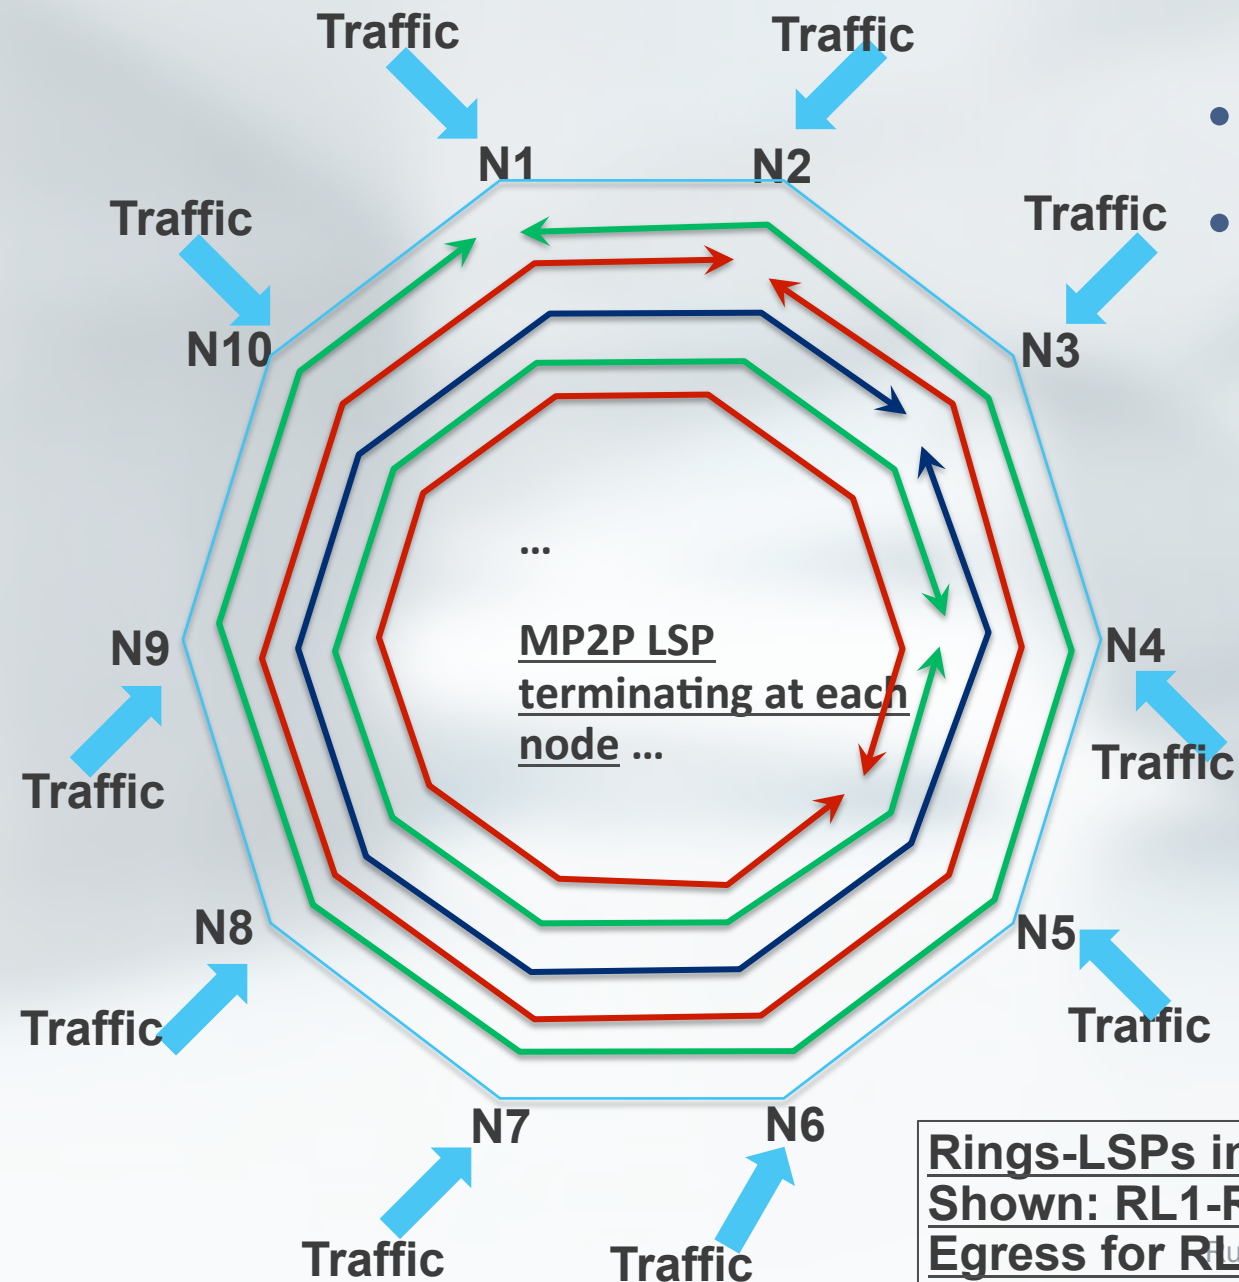 Traffic
Traffic
N1
N2
Traffic
Traffic
N10
N3
...
MP2P LSP
terminating at each
node ...
N9
N4
Traffic
Traffic
N8
N5
Traffic
Traffic
N7
N6
Rings-LSPs in
Shown: RL1-R
Egress for RL
Traffic
Traffic